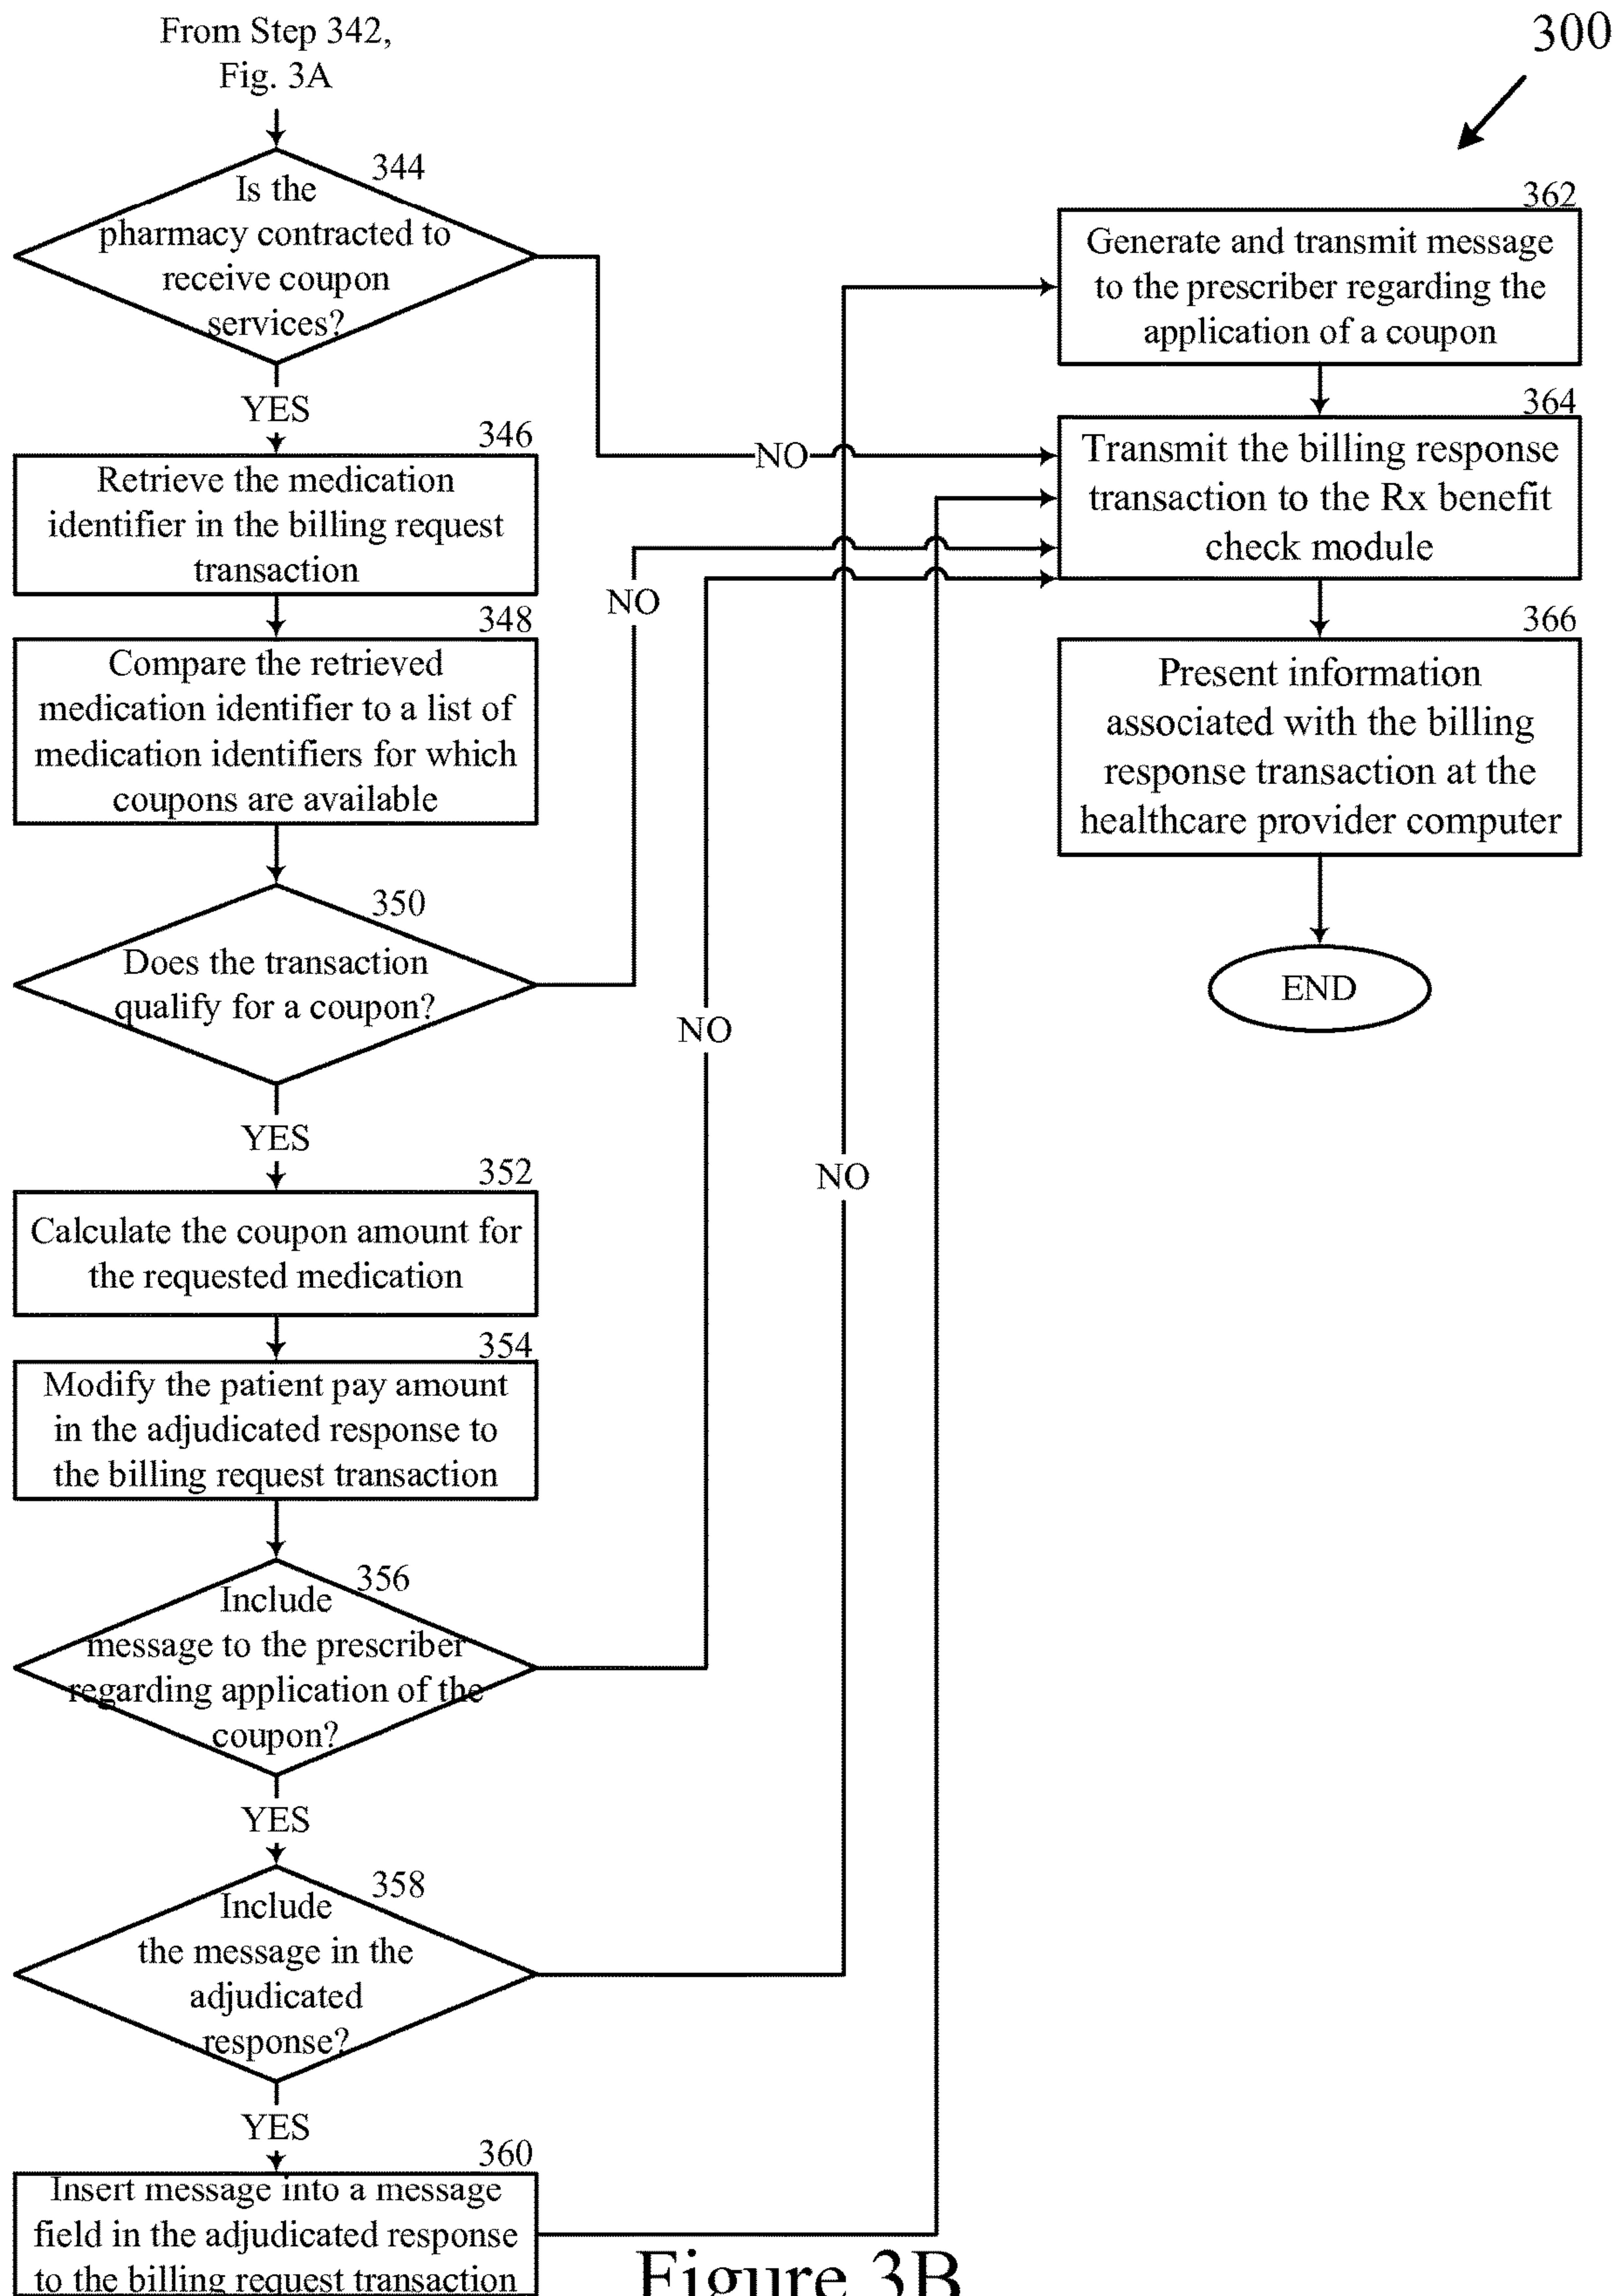 From Step 342,
Fig. 3A
300
344
Is the
pharmacy contracted to
receive coupon
services?
YES
NO
346
Retrieve the medication
identifier in the billing request
transaction
348
Compare the retrieved
medication identifier to a list of
medication identifiers for which
coupons are available
350
Does the transaction
qualify for a coupon?
NO
YES
352
Calculate the coupon amount for
the requested medication
354
Modify the patient pay amount
in the adjudicated response to
the billing request transaction
356
Include
message to the prescriber
regarding application of the
coupon?
NO
YES
358
Include
the message in the
adjudicated
response?
NO
YES
360
Insert message into a message
field in the adjudicated response
to the billing request transaction
362
Generate and transmit message
to the prescriber regarding the
application of a coupon
364
Transmit the billing response
transaction to the Rx benefit
check module
366
Present information
associated with the billing
response transaction at the
healthcare provider computer
END
Figure 3B